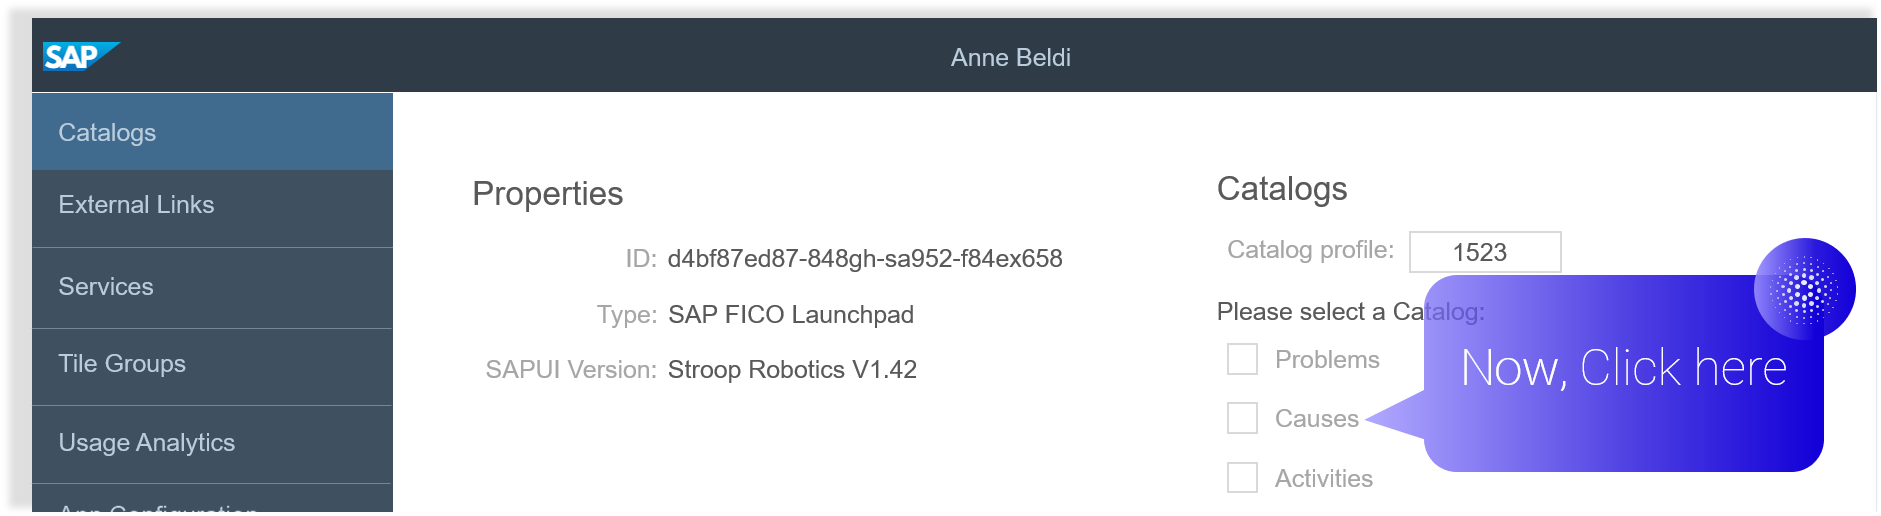 SAP
Anne Beldi
Catalogs
External Links
Services
Tile Groups
Usage Analytics
App Configuration
Properties
ID: d4bf87ed87-848gh-sa952-f84ex658
Type: SAP FICO Launchpad
SAPUI Version: Stroop Robotics V1.42
Catalogs
Catalog profile: 1523
Please select a Catalog:
Problems
Causes
Activities
Now, Click here